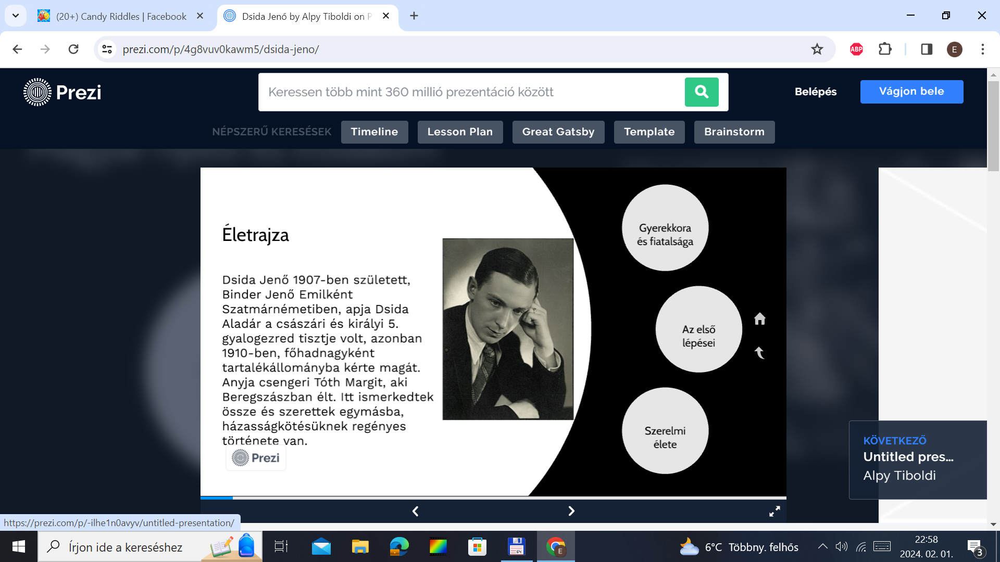 (20+) Candy Riddles | Facebook
Dsida Jenő by Alpy Tiboldi on P
prezi.com/p/4g8vuv0kawm5/dsida-jeno/
ABP
E
Prezi
Keressen több mint 360 millió prezentáció között
Belépés
Vágjon bele
NÉPSZERŰ KERESÉSEK
Timeline
Lesson Plan
Great Gatsby
Template
Brainstorm
Életrajza
Dsida Jenő 1907-ben született,
Binder Jenő Emilként
Szatmárnémetiben, apja Dsida
Aladár a császári és királyi 5.
gyalogezred tisztje volt, azonban
1910-ben, főhadnagyként
tartalékállományba kérte magát.
Anyja csengeri Tóth Margit, aki
Beregszászban élt. Itt ismerkedtek
össze és szerettek egymásba,
házasságkötésüknek regényes
története van.
Prezi
Gyerekkora
és fiatalsága
Az első
lépései
Szerelmi
élete
KÖVETKEZŐ
Untitled pres...
Alpy Tiboldi
https://prezi.com/p/-ilhe1n0avyv/untitled-presentation/
Írjon ide a kereséshez
64
E
6°C Többny. felhős
22:58
2024. 02. 01.
3